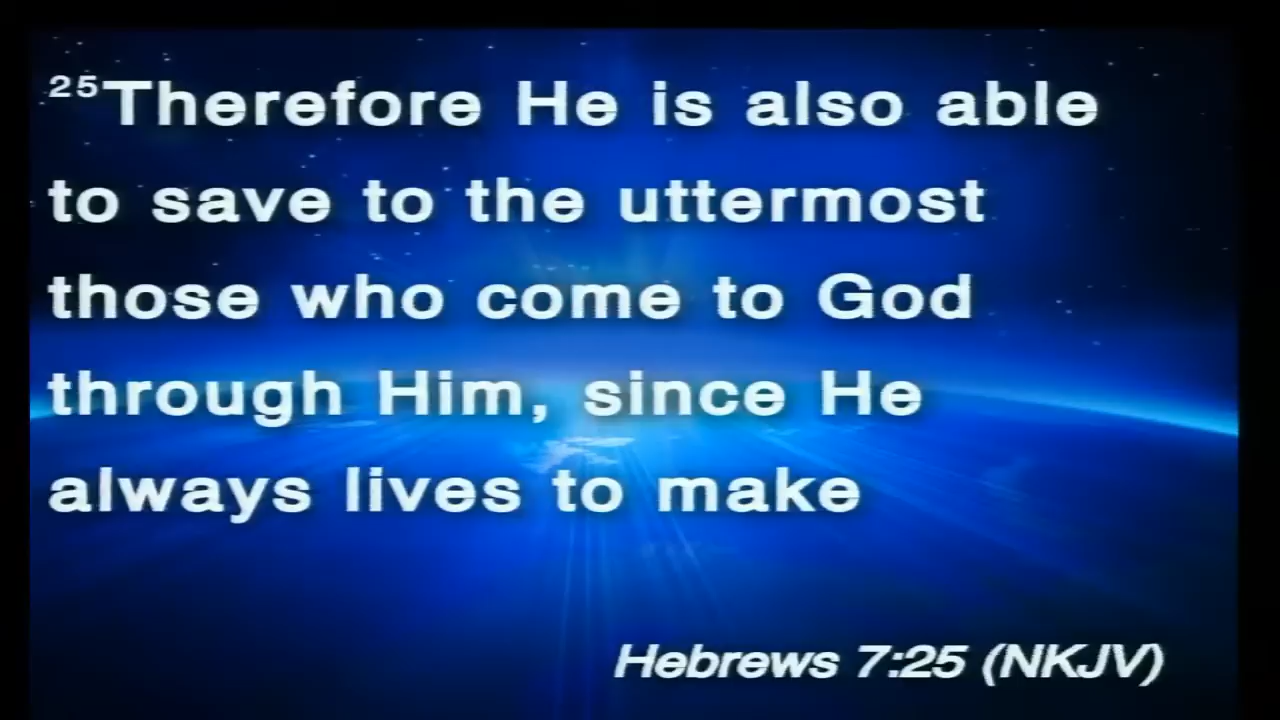 25Therefore He is also able
to save to the uttermost
those who come to God
through Him, since He
always lives to make
Hebrews 7:25 (NKJV)